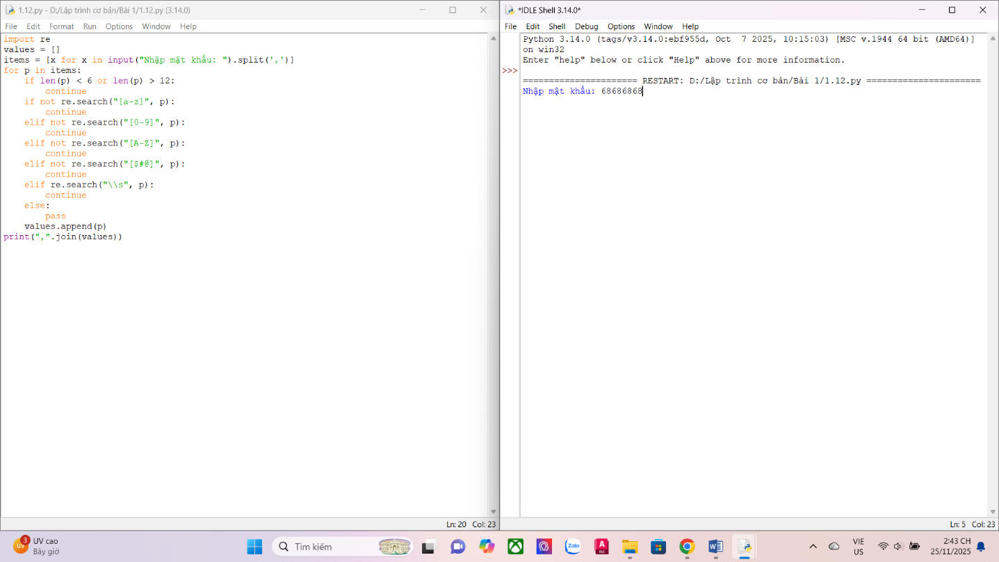 1.12.py - D:/Lập trình cơ bản/Bài 1/1.12.py (3.14.0)
File Edit Format Run Options Window Help
import re
values = []
items = [x for x in input("Nhập mật khẩu: ").split(',')]
for p in items:
    if len(p) < 6 or len(p) > 12:
        continue
    if not re.search("[a-z]", p):
        continue
    elif not re.search("[0-9]", p):
        continue
    elif not re.search("[A-Z]", p):
        continue
    elif not re.search("[$#@]", p):
        continue
    elif re.search("\\s", p):
        continue
    else:
        pass
    values.append(p)
print(",".join(values))
Ln: 20 Col: 23
*IDLE Shell 3.14.0*
File Edit Shell Debug Options Window Help
Python 3.14.0 (tags/v3.14.0:ebf955d, Oct  7 2025, 10:15:03) [MSC v.1944 64 bit (AMD64)]
on win32
Enter "help" below or click "Help" above for more information.
>>>
====================== RESTART: D:/Lập trình cơ bản/Bài 1/1.12.py ======================
Nhập mật khẩu: 68686868
Ln: 5 Col: 23
UV
3
UV cao
Bây giờ
Tìm kiếm
Zalo
A
VIE
US
2:43 CH
25/11/2025